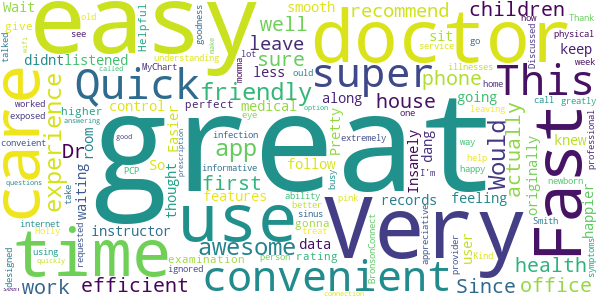 great
easy
Very
Fast
doctor
use
time
care
super
Quick
This
convenient
awesome
efficient
friendly
app
house
phone
children
recommend
well
sure
leave
health
office
Since
work
experience
first
Would
actually
user
data
records
feeling
Insanely
dang
along
medical
listened
didnt
Wait
give
old
talked
now
see
Helpful
MyChart
goodness
understanding
smooth
less
wifi
called
make
momma
lot
ould
sit
service
go
keep
Thank
physical
week
illnesses
home
one
Discussed
knew
call
greatly
exposed
worked
higher
control
perfect
answering
convient
Dr
room
waiting
Easier
So
thought
infection
eye
option
good
extremely
Pretty
going
way
originally
professional
PCP
prescription
follow
I'm
leaving
help
happy
newborn
happier
questions
take
requested
features
informative
ability
better
busy
sinus
instructor
gonna
treat
pink
appreciative
provider
Kind
Smith
symptoms
BronsonConnect
internet
using
quickly
designed
Holly
examination
ignored
person
rating
connection